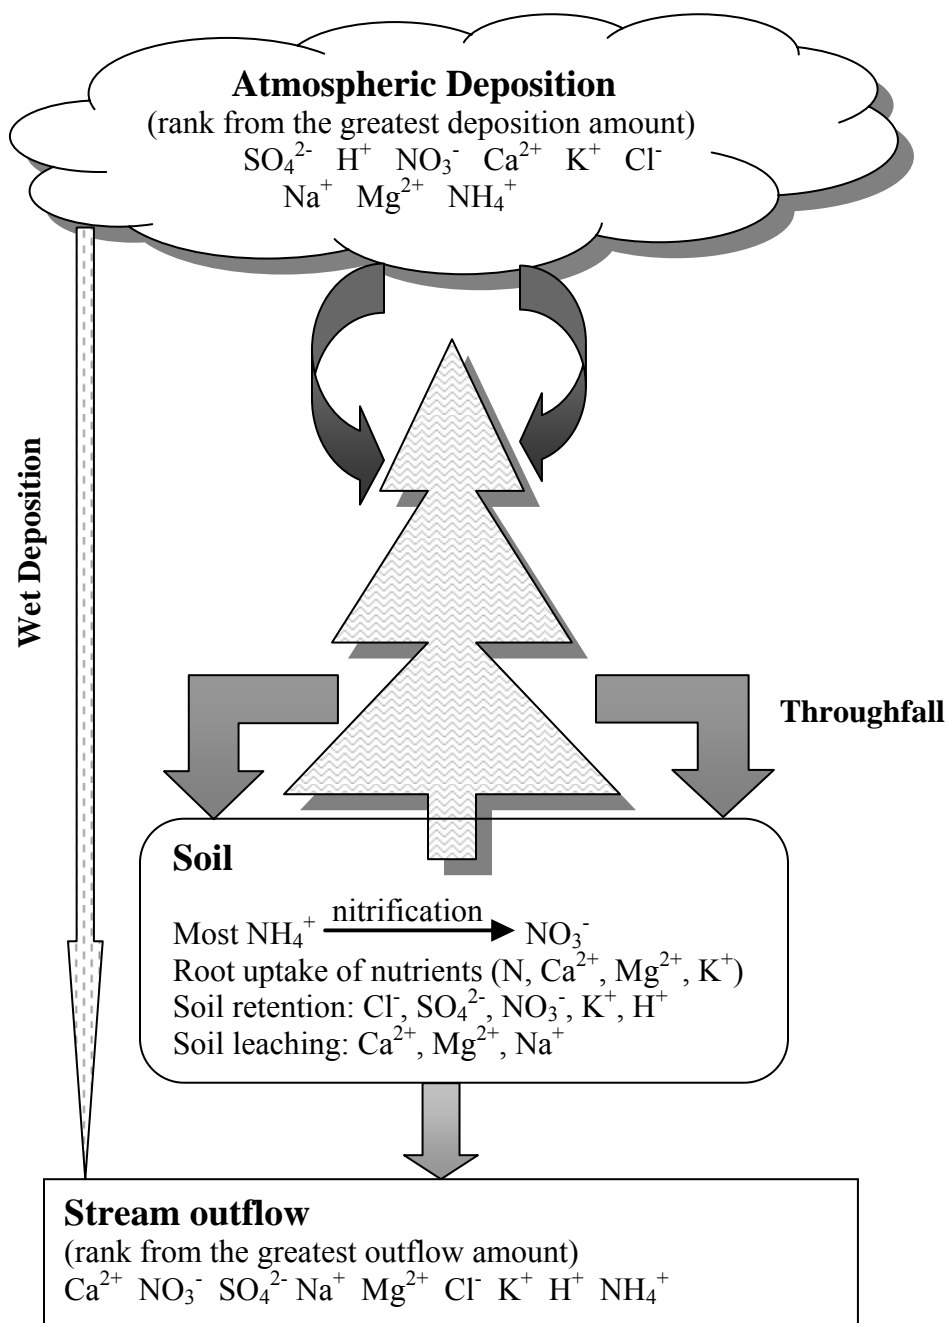 Atmospheric Deposition
(rank from the greatest deposition amount)
SO₄²⁻ H⁺ NO₃⁻ Ca²⁺ K⁺ Cl⁻
Na⁺ Mg²⁺ NH₄⁺
Wet Deposition
Throughfall
Soil
nitrification
Most NH₄⁺ NO₃⁻
Root uptake of nutrients (N, Ca²⁺, Mg²⁺, K⁺)
Soil retention: Cl⁻, SO₄²⁻, NO₃⁻, K⁺, H⁺
Soil leaching: Ca²⁺, Mg²⁺, Na⁺
Stream outflow
(rank from the greatest outflow amount)
Ca²⁺ NO₃⁻ SO₄²⁻ Na⁺ Mg²⁺ Cl⁻ K⁺ H⁺ NH₄⁺